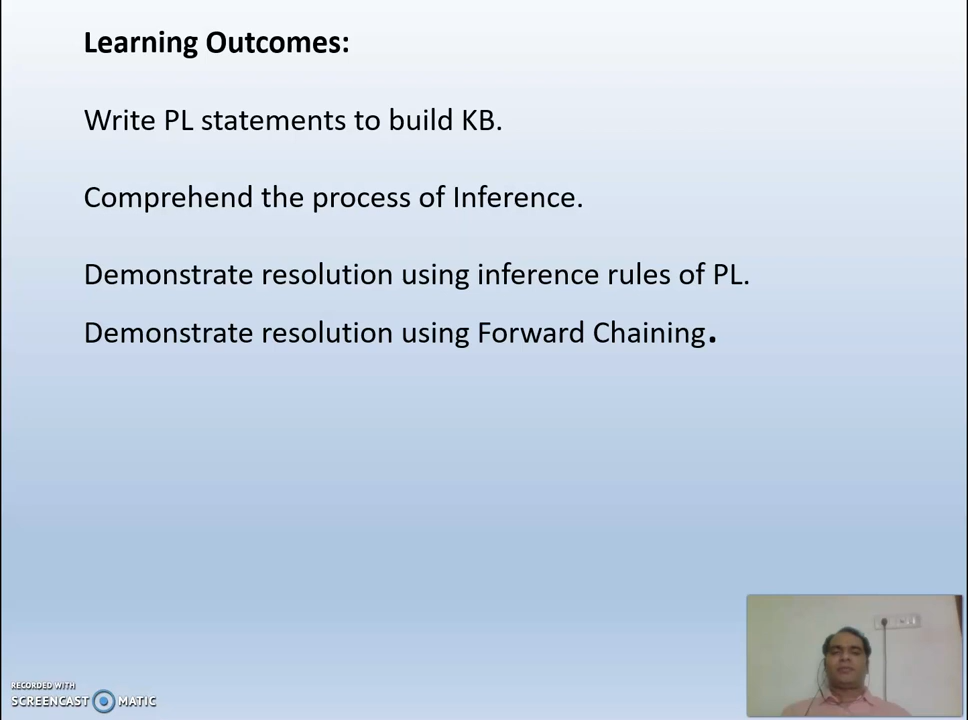 Learning Outcomes:
Write PL statements to build KB.
Comprehend the process of Inference.
Demonstrate resolution using inference rules of PL.
Demonstrate resolution using Forward Chaining.
RECORDED WITH
SCREENCAST MATIC